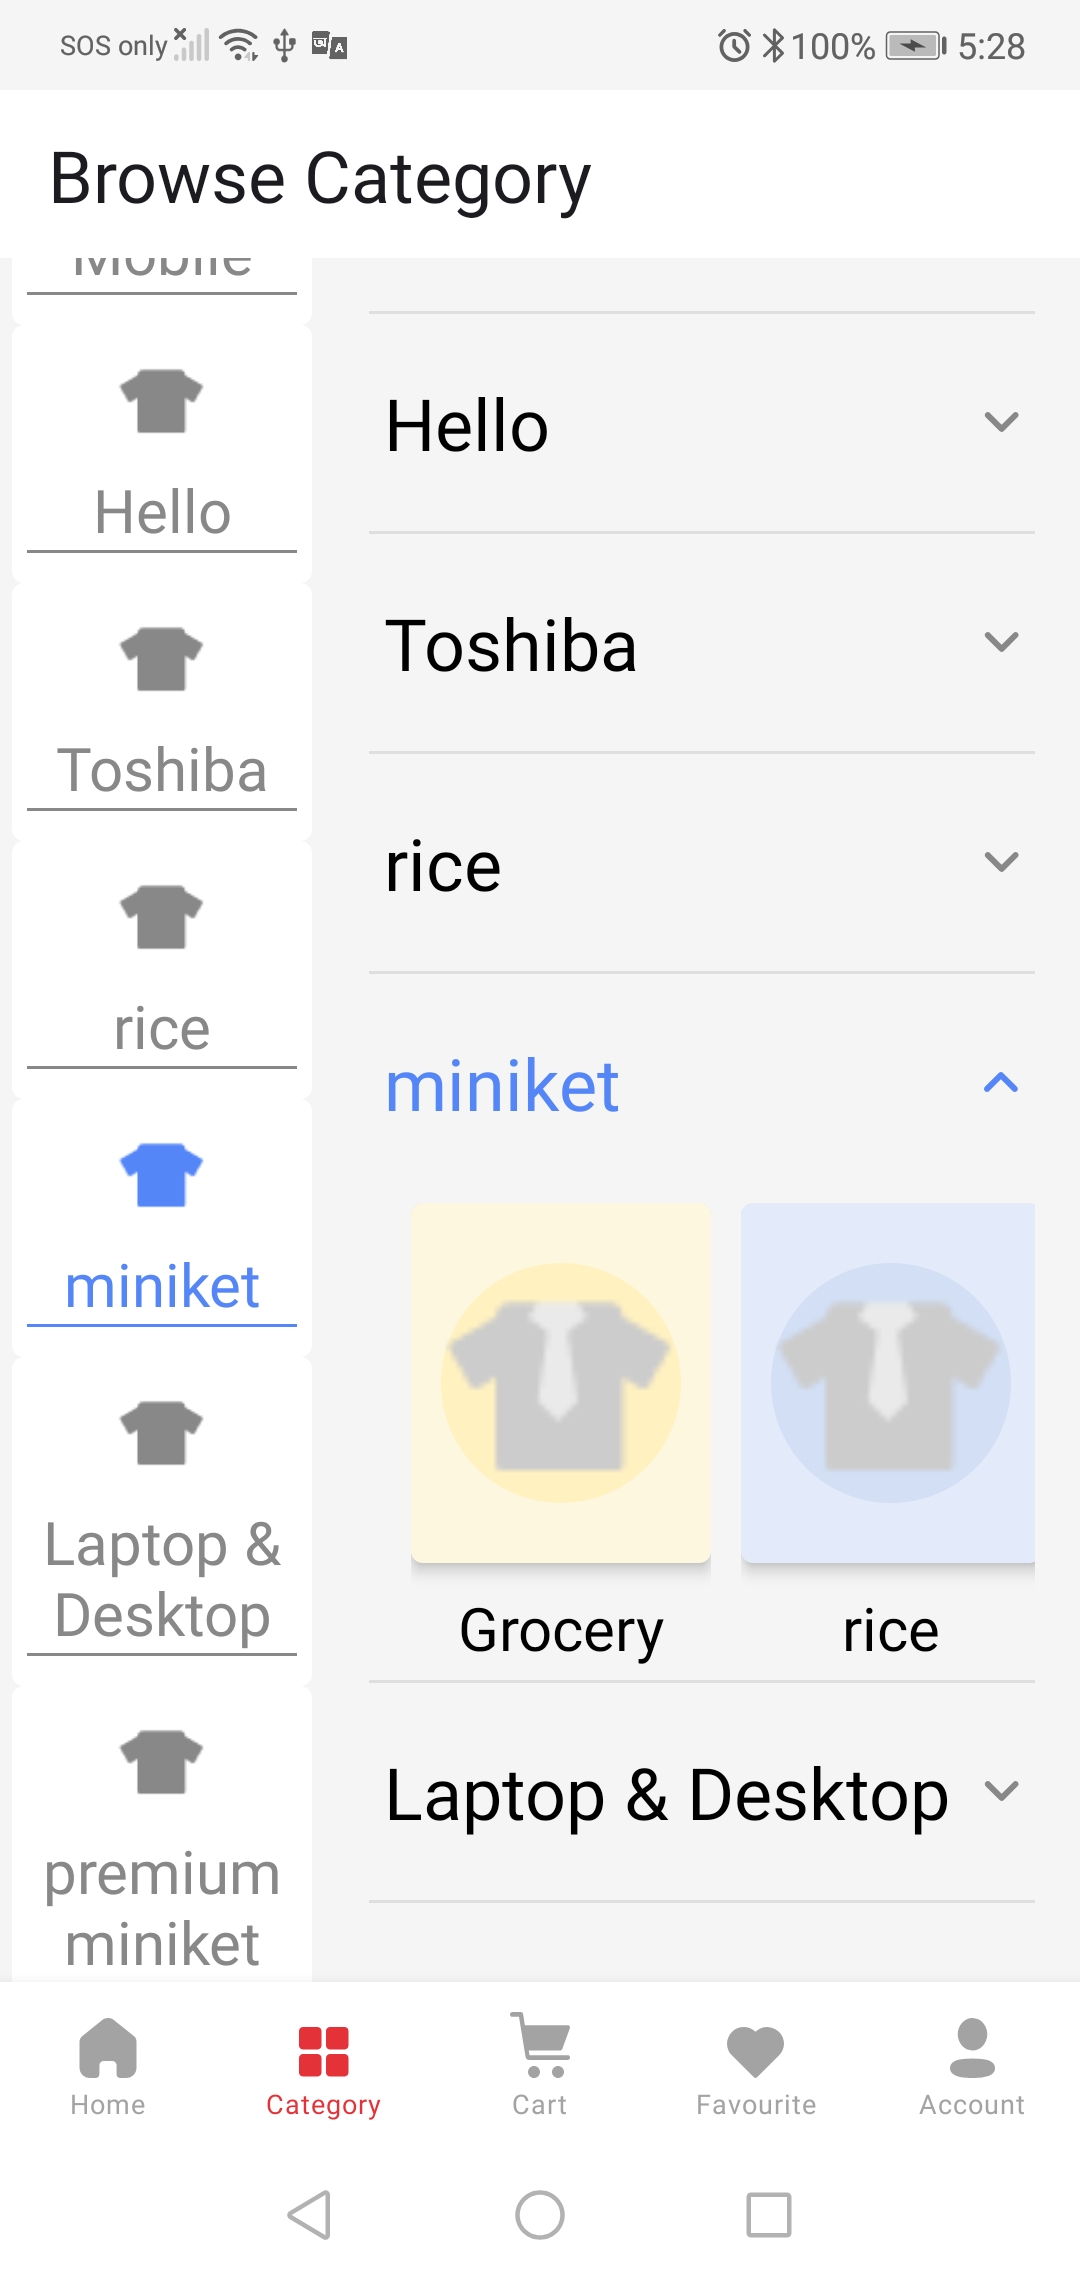 SOS only
100%
5:28
Browse Category
Mobile
Hello
Toshiba
rice
miniket
Laptop &
Desktop
premium
miniket
Hello
Toshiba
rice
miniket
Grocery
rice
Laptop & Desktop
Home
Category
Cart
Favourite
Account